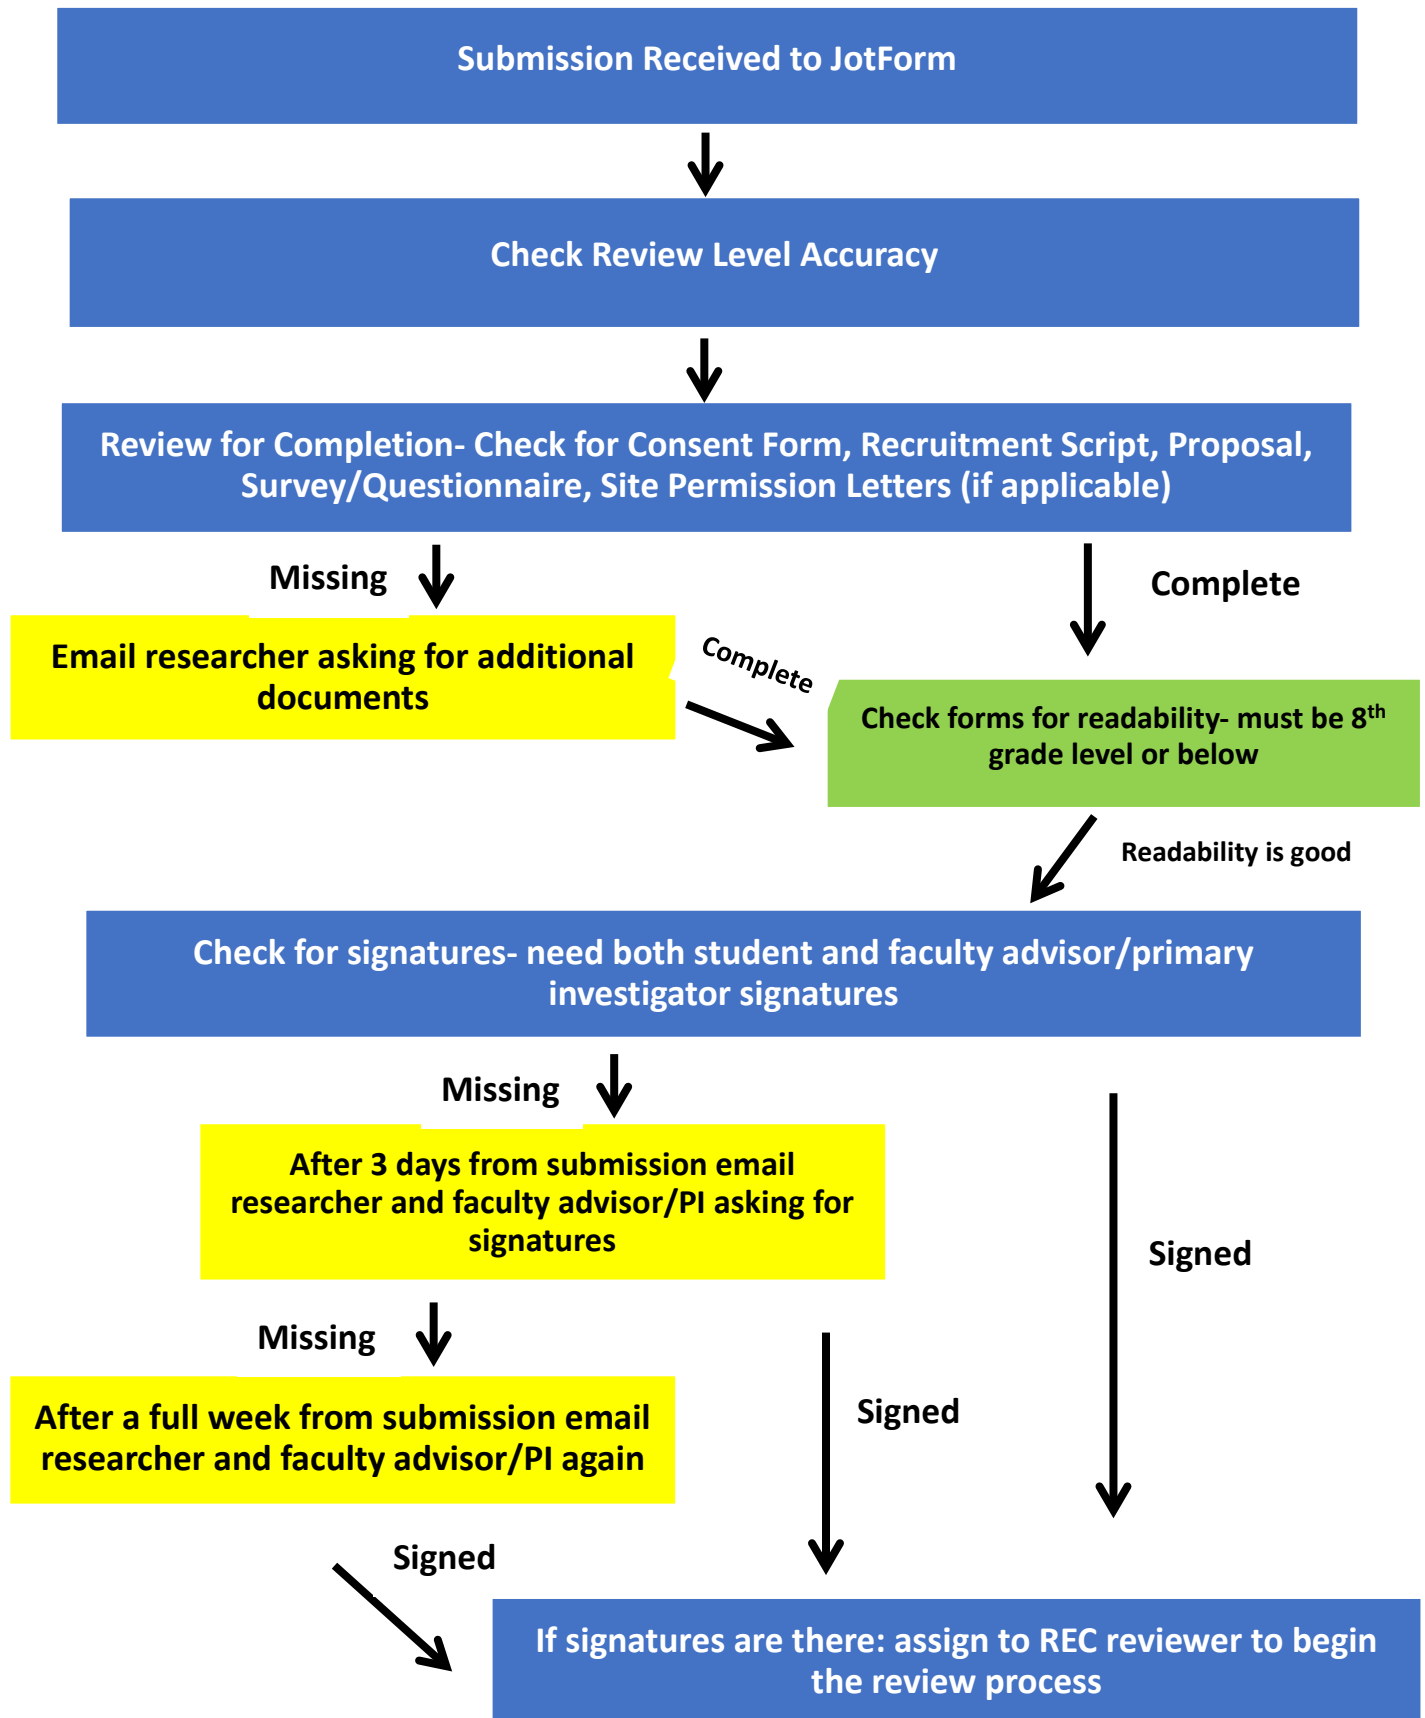 Submission Received to JotForm
Check Review Level Accuracy
Review for Completion- Check for Consent Form, Recruitment Script, Proposal,
Survey/Questionnaire, Site Permission Letters (if applicable)
Missing
Complete
Email researcher asking for additional
documents
Complete
Check forms for readability- must be 8th
grade level or below
Readability is good
Check for signatures- need both student and faculty advisor/primary
investigator signatures
Missing
After 3 days from submission email
researcher and faculty advisor/PI asking for
signatures
Signed
Missing
After a full week from submission email
researcher and faculty advisor/PI again
Signed
Signed
If signatures are there: assign to REC reviewer to begin
the review process